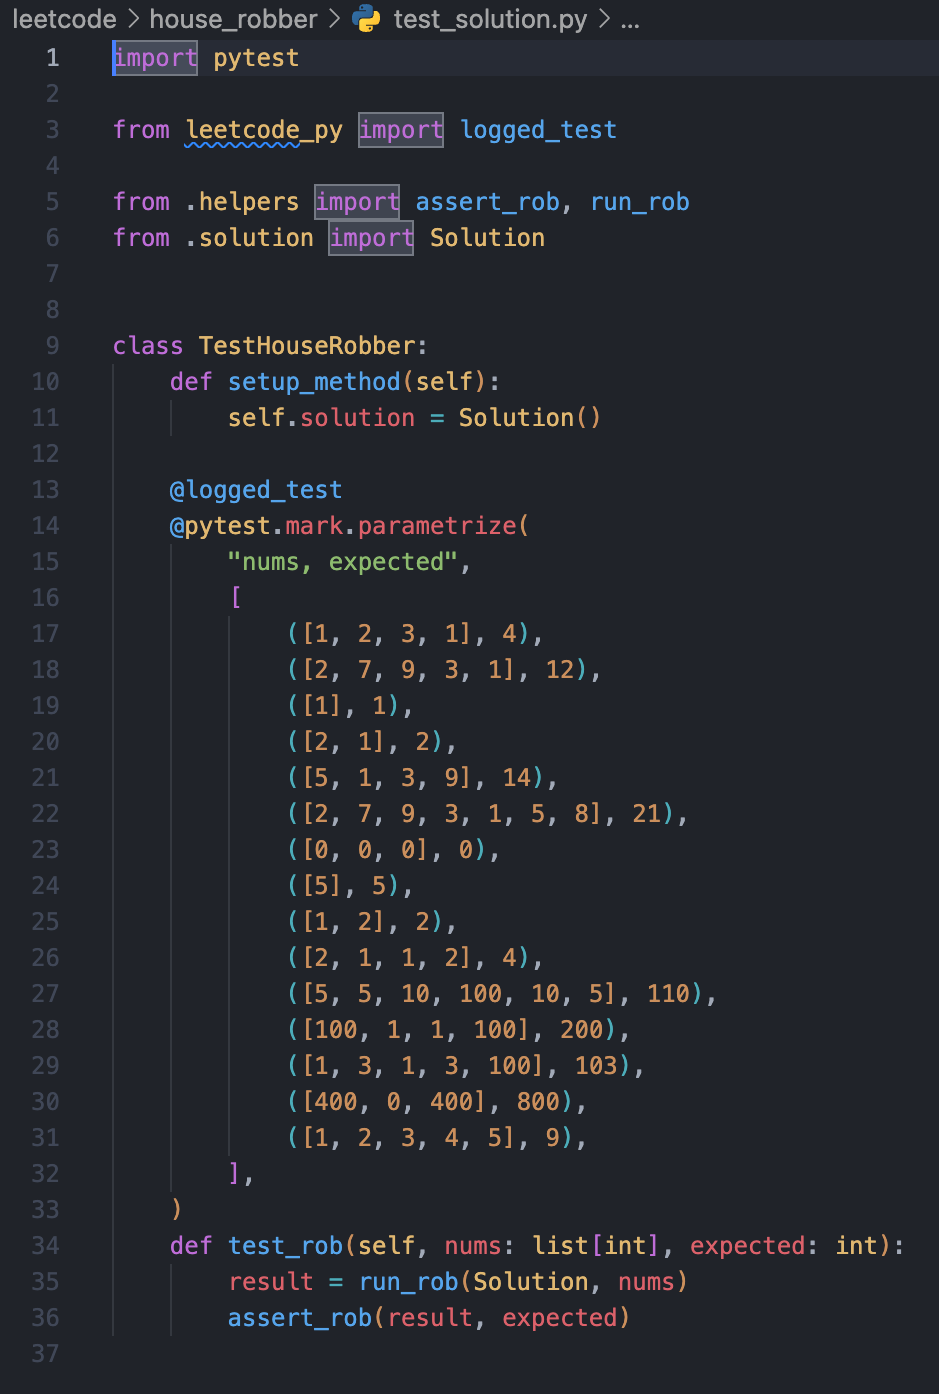 leetcode > house_robber > test_solution.py > ...
1 import pytest
2
3 from leetcode_py import logged_test
4
5 from .helpers import assert_rob, run_rob
6 from .solution import Solution
7
8
9 class TestHouseRobber:
10     def setup_method(self):
11         self.solution = Solution()
12
13     @logged_test
14     @pytest.mark.parametrize(
15         "nums, expected",
16         [
17             ([1, 2, 3, 1], 4),
18             ([2, 7, 9, 3, 1], 12),
19             ([1], 1),
20             ([2, 1], 2),
21             ([5, 1, 3, 9], 14),
22             ([2, 7, 9, 3, 1, 5, 8], 21),
23             ([0, 0, 0], 0),
24             ([5], 5),
25             ([1, 2], 2),
26             ([2, 1, 1, 2], 4),
27             ([5, 5, 10, 100, 10, 5], 110),
28             ([100, 1, 1, 100], 200),
29             ([1, 3, 1, 3, 100], 103),
30             ([400, 0, 400], 800),
31             ([1, 2, 3, 4, 5], 9),
32         ],
33     )
34     def test_rob(self, nums: list[int], expected: int):
35         result = run_rob(Solution, nums)
36         assert_rob(result, expected)
37